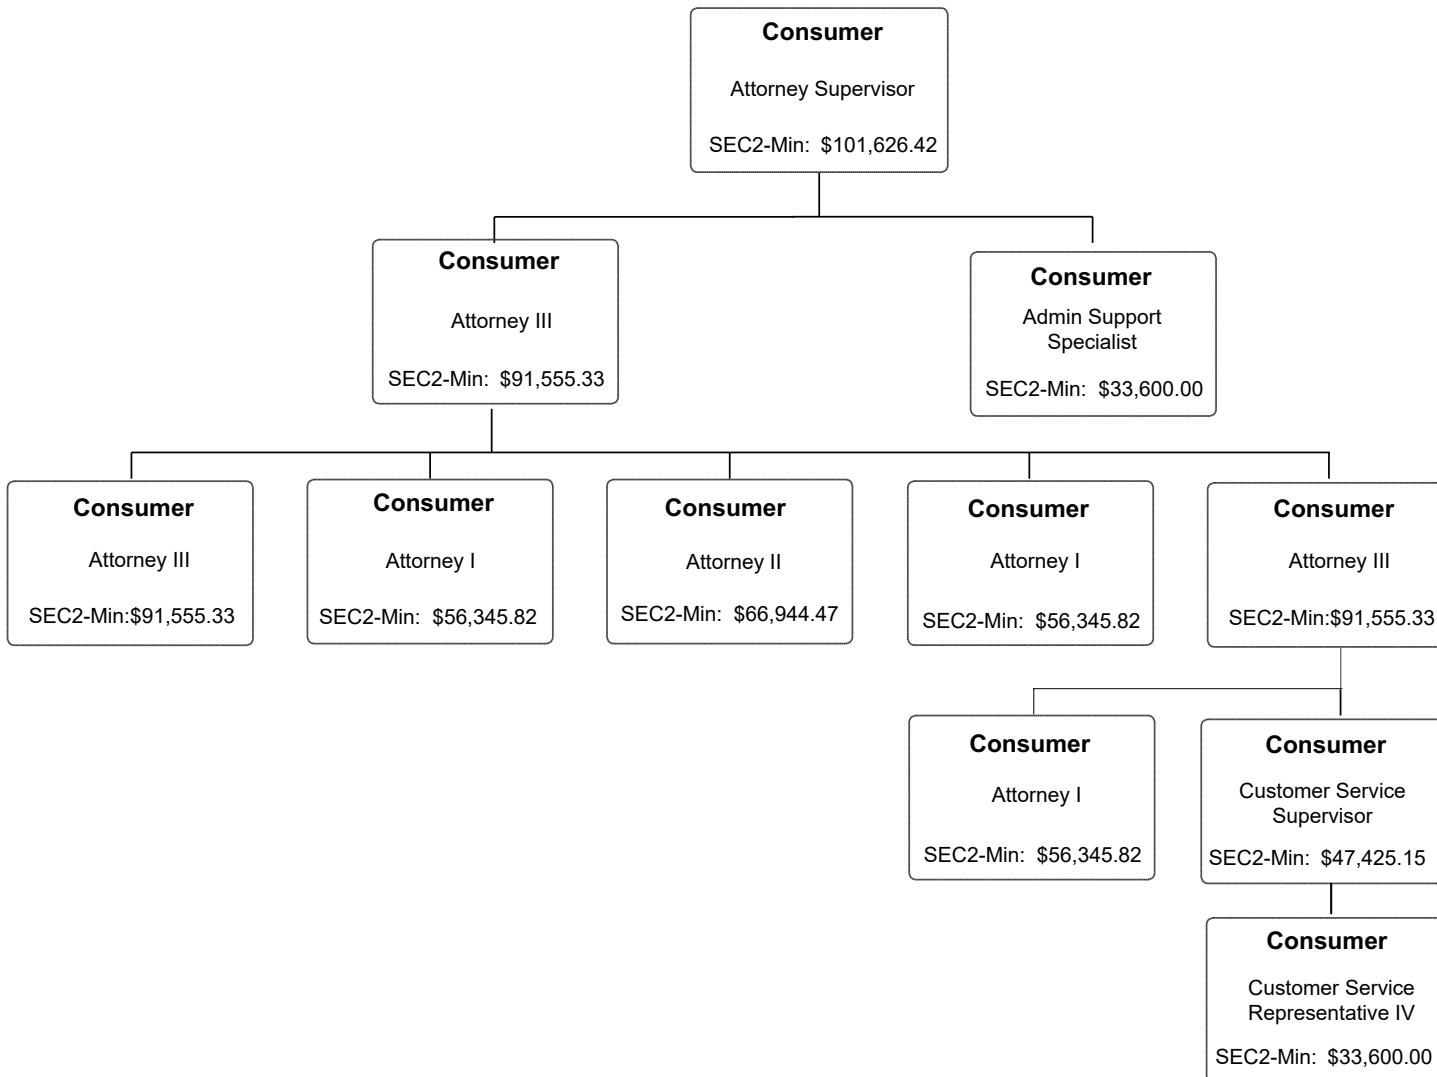 Consumer
Attorney Supervisor
SEC2-Min: $101,626.42
Consumer
Attorney III
SEC2-Min: $91,555.33
Consumer
Admin Support
Specialist
SEC2-Min: $33,600.00
Consumer
Attorney III
SEC2-Min:$91,555.33
Consumer
Attorney I
SEC2-Min: $56,345.82
Consumer
Attorney II
SEC2-Min: $66,944.47
Consumer
Attorney I
SEC2-Min: $56,345.82
Consumer
Attorney III
SEC2-Min:$91,555.33
Consumer
Attorney I
SEC2-Min: $56,345.82
Consumer
Customer Service
Supervisor
SEC2-Min: $47,425.15
Consumer
Customer Service
Representative IV
SEC2-Min: $33,600.00